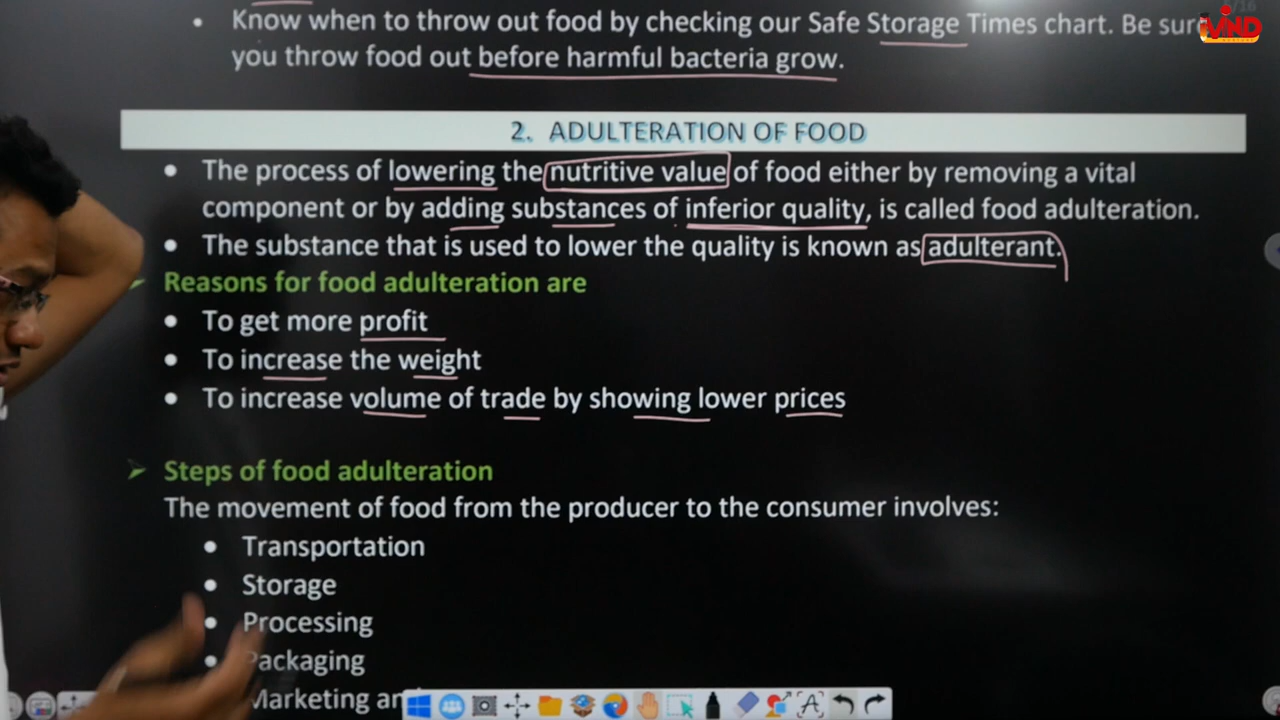 /16
VND
Know when to throw out food by checking our Safe Storage Times chart. Be sure
you throw food out before harmful bacteria grow.
2. ADULTERATION OF FOOD
The process of lowering the nutritive value of food either by removing a vital
component or by adding substances of inferior quality, is called food adulteration.
The substance that is used to lower the quality is known as adulterant.
Reasons for food adulteration are
To get more profit
To increase the weight
To increase volume of trade by showing lower prices
Steps of food adulteration
The movement of food from the producer to the consumer involves:
Transportation
Storage
Processing
Packaging
Marketing